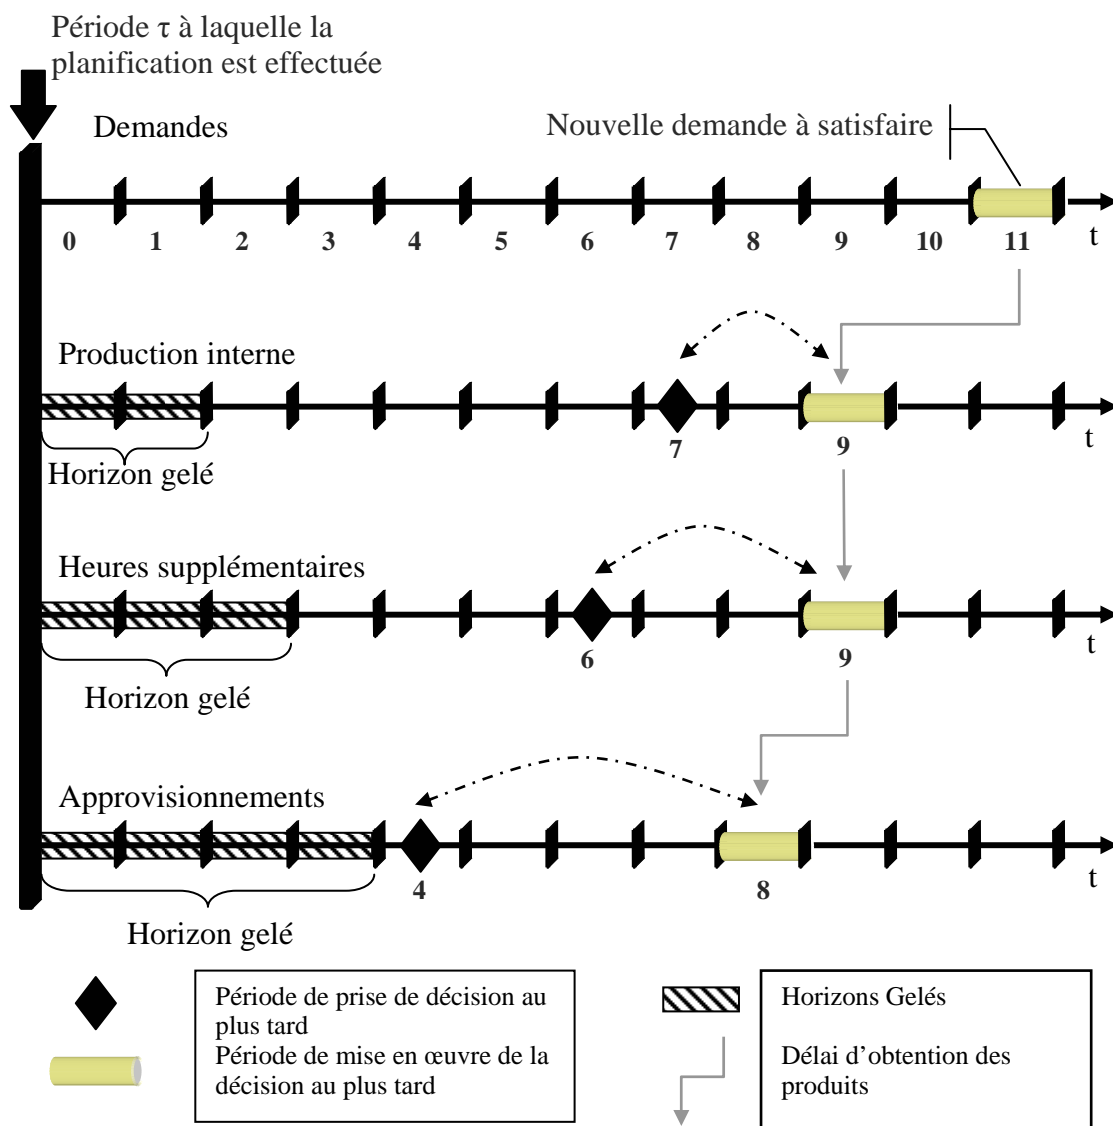 Période τ à laquelle la
planification est effectuée
Demandes
Nouvelle demande à satisfaire
0 1 2 3 4 5 6 7 8 9 10 11 t
Production interne
7 9 t
Horizon gelé
Heures supplémentaires
6 9 t
Horizon gelé
Approvisionnements
4 8 t
Horizon gelé
Période de prise de décision au
plus tard
Période de mise en œuvre de la
décision au plus tard
Horizons Gelés
Délai d’obtention des
produits